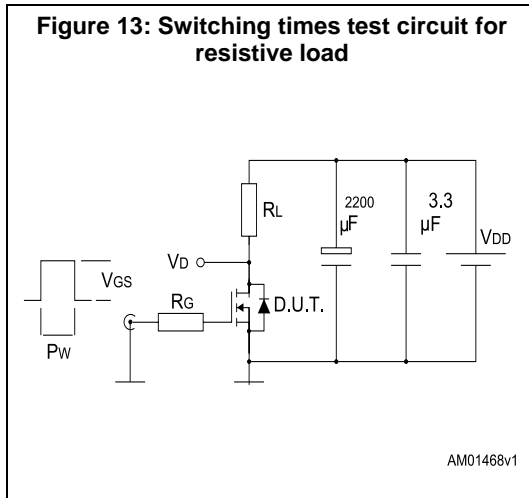 Figure 13: Switching times test circuit for
resistive load
RL
2200
µF
3.3
µF
VDD
VD
VGS
RG
D.U.T.
PW
AM01468v1